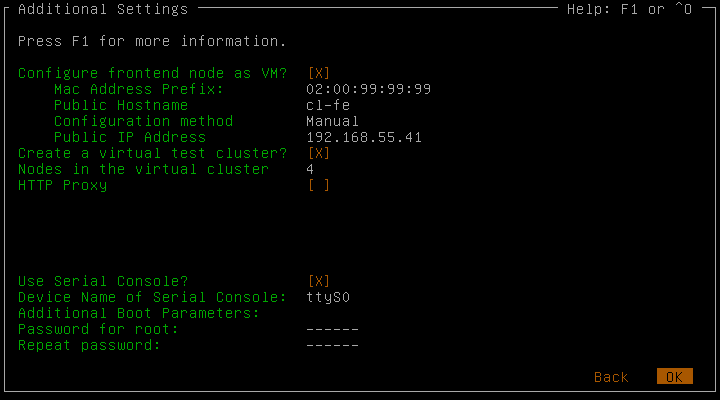 Additional Settings Help: F1 or ^O
Press F1 for more information.
Configure frontend node as VM? [X]
Mac Address Prefix: 02:00:99:99:99
Public Hostname cl-fe
Configuration method Manual
Public IP Address 192.168.55.41
Create a virtual test cluster? [X]
Nodes in the virtual cluster 4
HTTP Proxy [ ]
Use Serial Console? [X]
Device Name of Serial Console: ttyS0
Additional Boot Parameters:
Password for root: ------
Repeat password: ------
Back OK